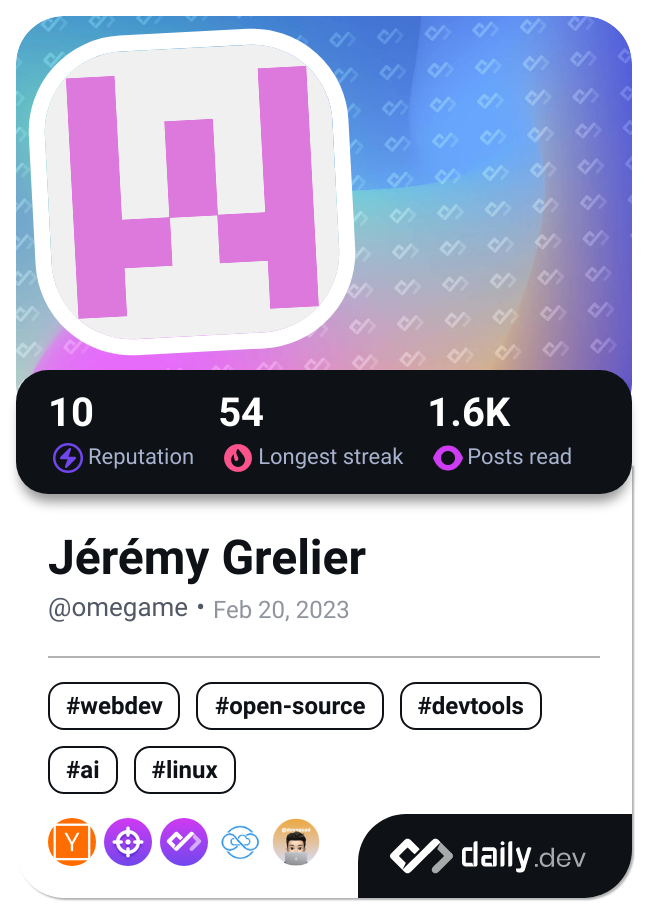 10 54 1.6K
Reputation Longest streak Posts read
Jérémy Grelier
@omegame • Feb 20, 2023
#webdev #open-source #devtools
#ai #linux
Y
daily.dev